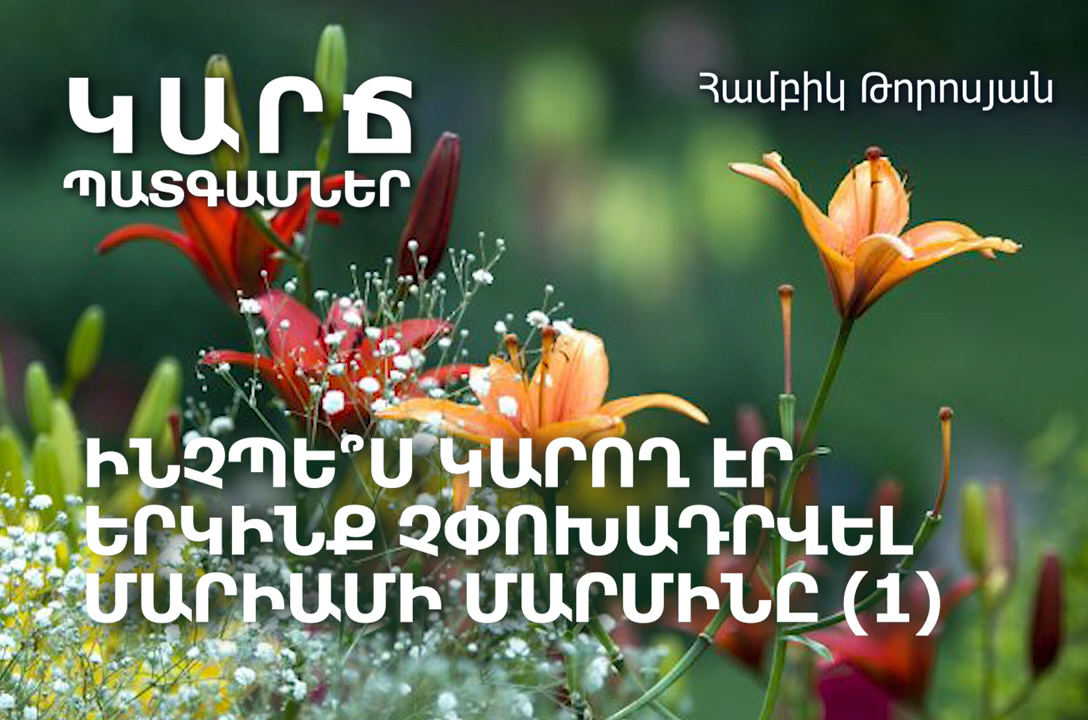 ԿԱՐՃ
ՊԱՏԳԱՄՆԵՐ
Համբիկ Թորոսյան
ԻՆՉՊԵ՞Ս ԿԱՐՈՂ ԷՐ
ԵՐԿԻՆՔ ՉՓՈԽԱԴՐՎԵԼ
ՄԱՐԻԱՄԻ ՄԱՐՄԻՆԸ (1)